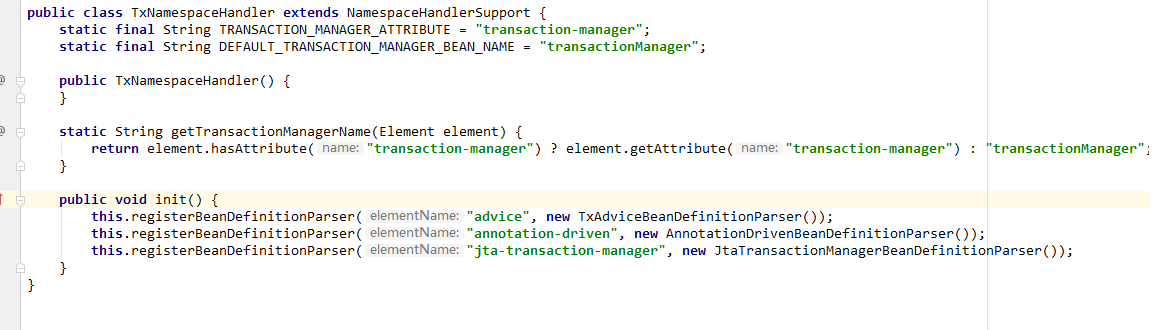 public class TxNamespaceHandler extends NamespaceHandlerSupport {
static final String TRANSACTION_MANAGER_ATTRIBUTE = "transaction-manager";
static final String DEFAULT_TRANSACTION_MANAGER_BEAN_NAME = "transactionManager";
@ public TxNamespaceHandler() {
}
@ static String getTransactionManagerName(Element element) {
return element.hasAttribute( name: "transaction-manager") ? element.getAttribute( name: "transaction-manager") : "transactionManager";
}
public void init() {
this.registerBeanDefinitionParser( elementName: "advice", new TxAdviceBeanDefinitionParser());
this.registerBeanDefinitionParser( elementName: "annotation-driven", new AnnotationDrivenBeanDefinitionParser());
this.registerBeanDefinitionParser( elementName: "jta-transaction-manager", new JtaTransactionManagerBeanDefinitionParser());
}
}